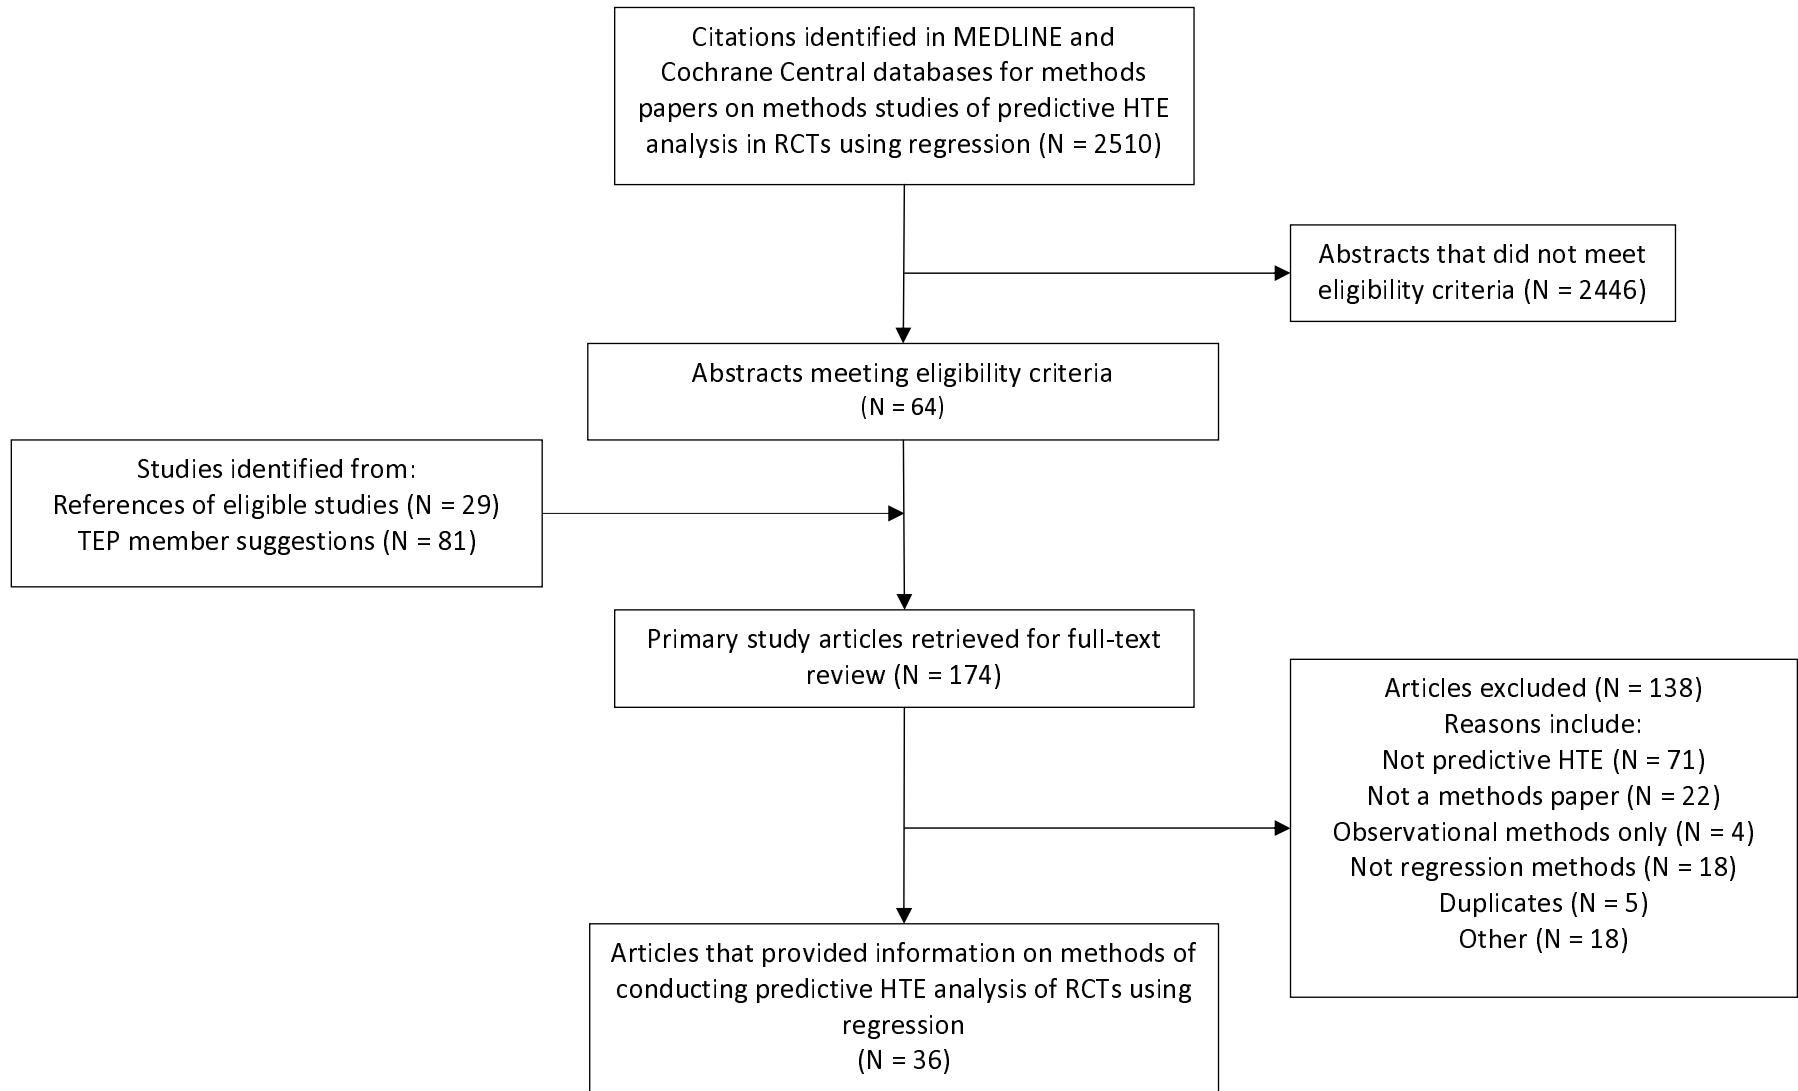 Citations identified in MEDLINE and
Cochrane Central databases for methods
papers on methods studies of predictive HTE
analysis in RCTs using regression (N = 2510)
Abstracts that did not meet
eligibility criteria (N = 2446)
Abstracts meeting eligibility criteria
(N = 64)
Studies identified from:
References of eligible studies (N = 29)
TEP member suggestions (N = 81)
Primary study articles retrieved for full-text
review (N = 174)
Articles excluded (N = 138)
Reasons include:
Not predictive HTE (N = 71)
Not a methods paper (N = 22)
Observational methods only (N = 4)
Not regression methods (N = 18)
Duplicates (N = 5)
Other (N = 18)
Articles that provided information on methods of
conducting predictive HTE analysis of RCTs using
regression
(N = 36)